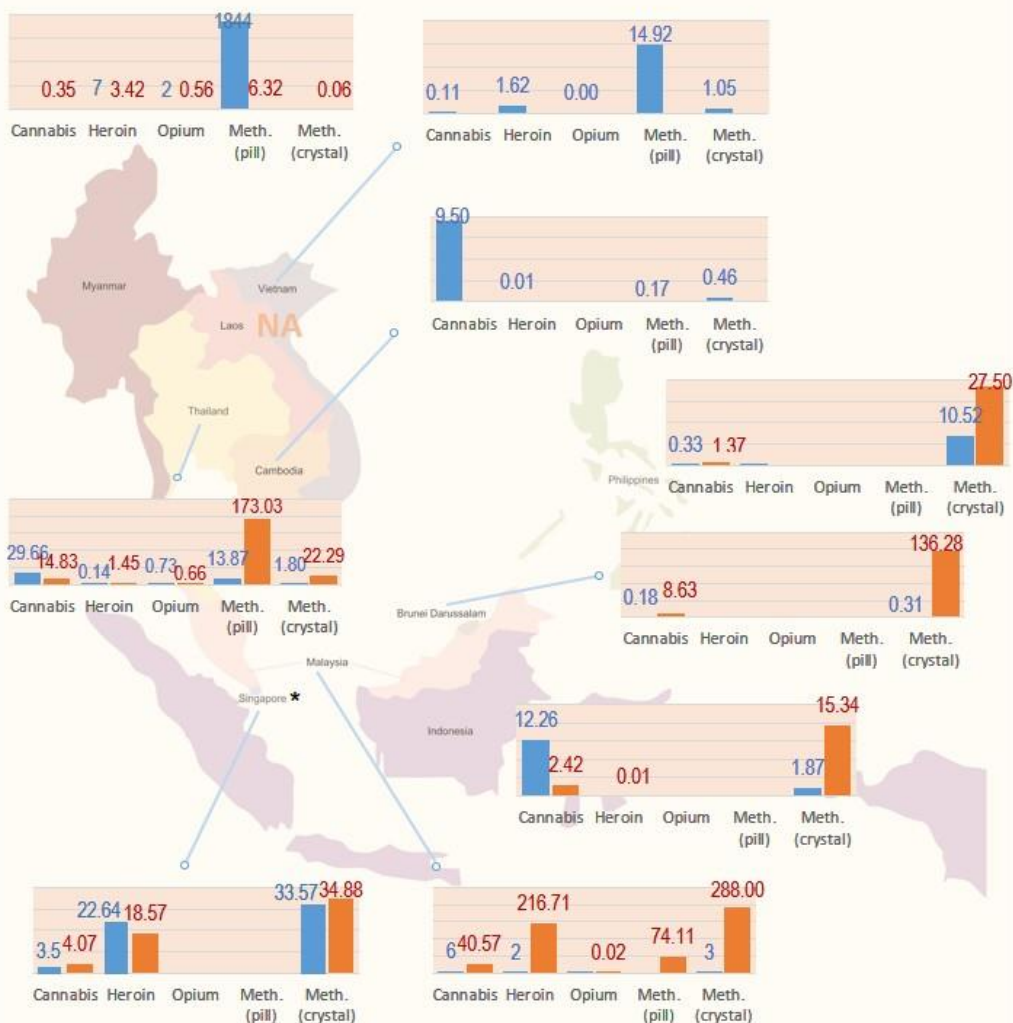 1844
0.35 7 3.42 2 0.56 6.32 0.06
Cannabis Heroin Opium Meth. (pill) Meth. (crystal)
14.92
0.11 1.62 0.00 1.05
Cannabis Heroin Opium Meth. (pill) Meth. (crystal)
9.50
0.01 0.17 0.46
Cannabis Heroin Opium Meth. (pill) Meth. (crystal)
Myanmar
Vietnam
Laos NA
Thailand
Cambodia
Philippines
27.50
10.52
0.33 1.37
Cannabis Heroin Opium Meth. (pill) Meth. (crystal)
173.03
29.66 14.83 0.14 1.45 0.73 0.66 13.87 1.80 22.29
Cannabis Heroin Opium Meth. (pill) Meth. (crystal)
136.28
0.18 8.63 0.31
Cannabis Heroin Opium Meth. (pill) Meth. (crystal)
Brunei Darussalam
Malaysia
Singapore *
Indonesia
15.34
12.26
2.42 0.01 1.87
Cannabis Heroin Opium Meth. (pill) Meth. (crystal)
33.57 34.88
22.64 18.57
3.5 4.07
Cannabis Heroin Opium Meth. (pill) Meth. (crystal)
288.00
216.71
6 40.57 2 0.02 74.11 3
Cannabis Heroin Opium Meth. (pill) Meth. (crystal)